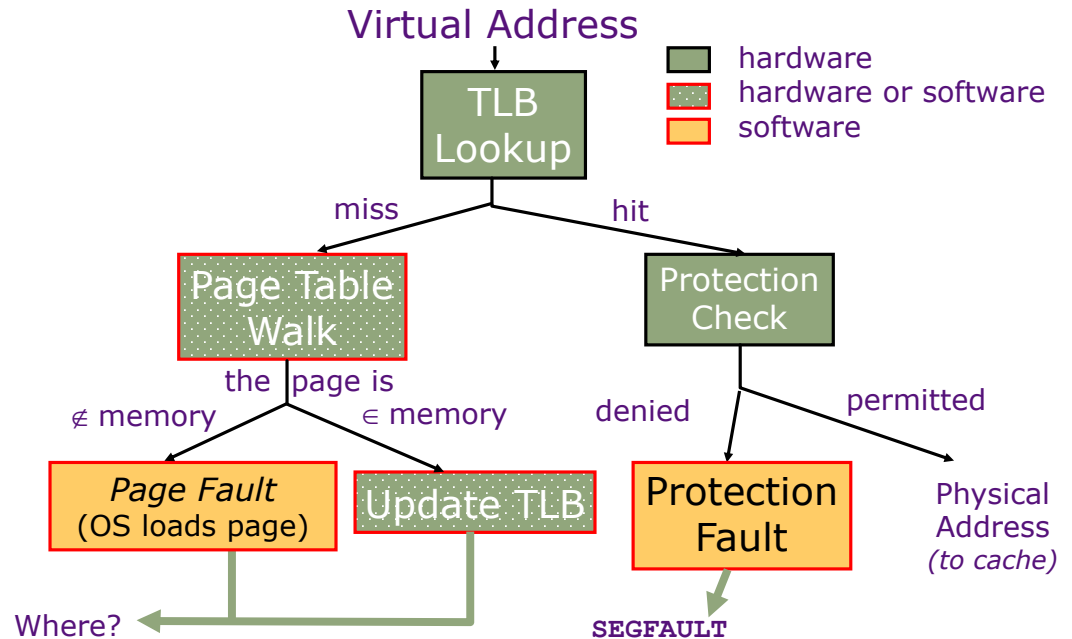 Virtual Address
hardware
hardware or software
software
TLB
Lookup
miss
hit
Page Table
Walk
Protection
Check
the page is
∉ memory
∈ memory
denied
permitted
Page Fault
(OS loads page)
Update TLB
Protection
Fault
Physical
Address
(to cache)
Where?
SEGFAULT